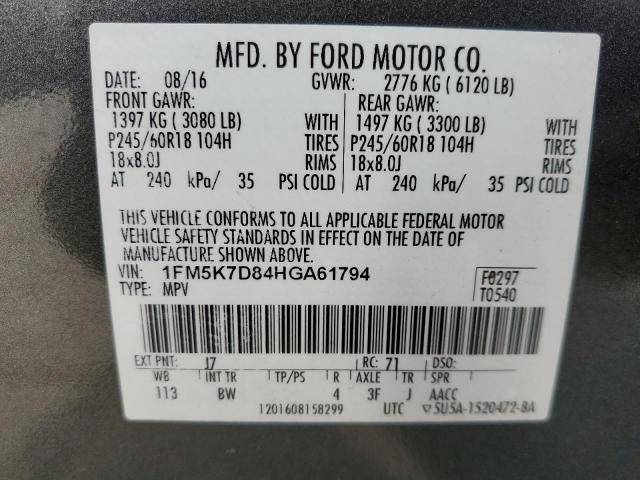 MFD. BY FORD MOTOR CO.
DATE: 08/16 GVWR: 2776 KG ( 6120 LB)
FRONT GAWR: REAR GAWR:
1397 KG ( 3080 LB) WITH 1497 KG ( 3300 LB) WITH
P245/60R18 104H TIRES P245/60R18 104H TIRES
18x8.0J RIMS 18x8.0J RIMS
AT 240 kPa/ 35 PSI COLD AT 240 kPa/ 35 PSI COLD
THIS VEHICLE CONFORMS TO ALL APPLICABLE FEDERAL MOTOR
VEHICLE SAFETY STANDARDS IN EFFECT ON THE DATE OF
MANUFACTURE SHOWN ABOVE.
VIN: 1FM5K7D84HGA61794 F0297
TYPE: MPV T0540
EXT PNT: J7 RC: 71 DSO:
WB INT TR TP/PS R AXLE TR SPR
113 BW 4 3F J AACC
1201608158299 UTC ▽5U5A-1520472-BA